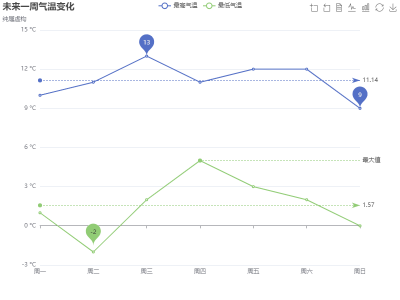 未来一周气温变化
纯属虚构
最高气温 最低气温
15 °C
12 °C
9 °C
6 °C
3 °C
0 °C
-3 °C
13
11.14
9
最大值
1.57
-2
周一 周二 周三 周四 周五 周六 周日